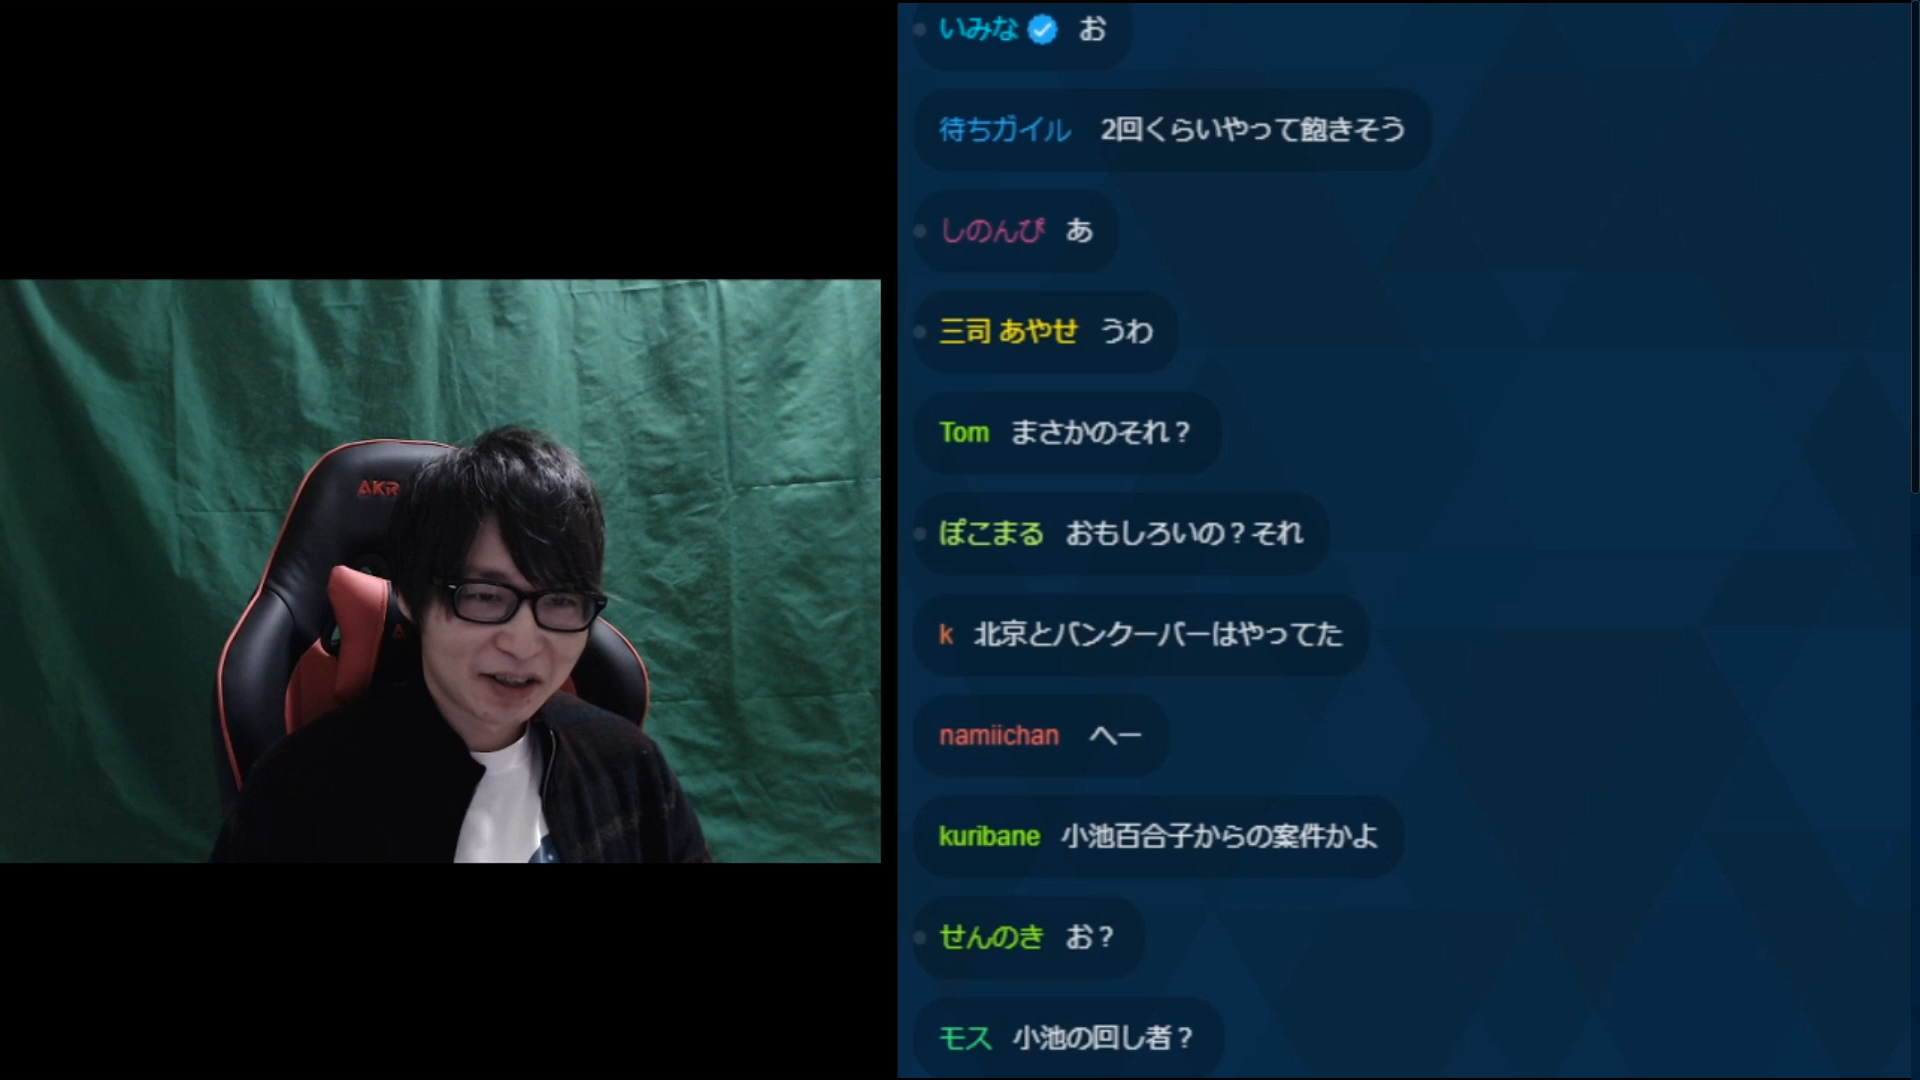 AKR
いみな お
待ちガイル 2回くらいやって飽きそう
しのんぴ あ
三司 あやせ うわ
Tom まさかのそれ？
ぽこまる おもしろいの？それ
k 北京とバンクーバーはやってた
namiichan へー
kuribane 小池百合子からの案件かよ
せんのき お？
モス 小池の回し者？